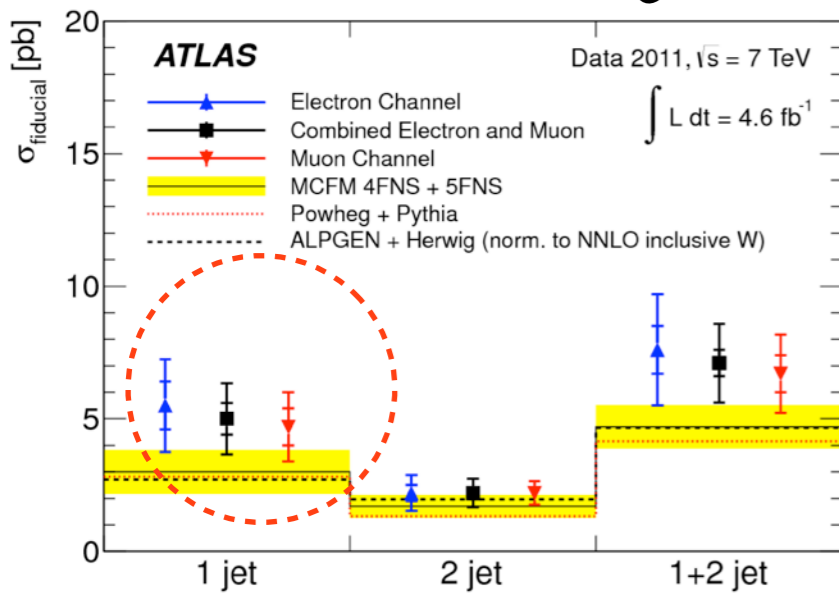 20
15
10
5
0
σfiducial [pb]
ATLAS
Data 2011, √s = 7 TeV
∫ L dt = 4.6 fb⁻¹
Electron Channel
Combined Electron and Muon
Muon Channel
MCFM 4FNS + 5FNS
Powheg + Pythia
ALPGEN + Herwig (norm. to NNLO inclusive W)
1 jet
2 jet
1+2 jet